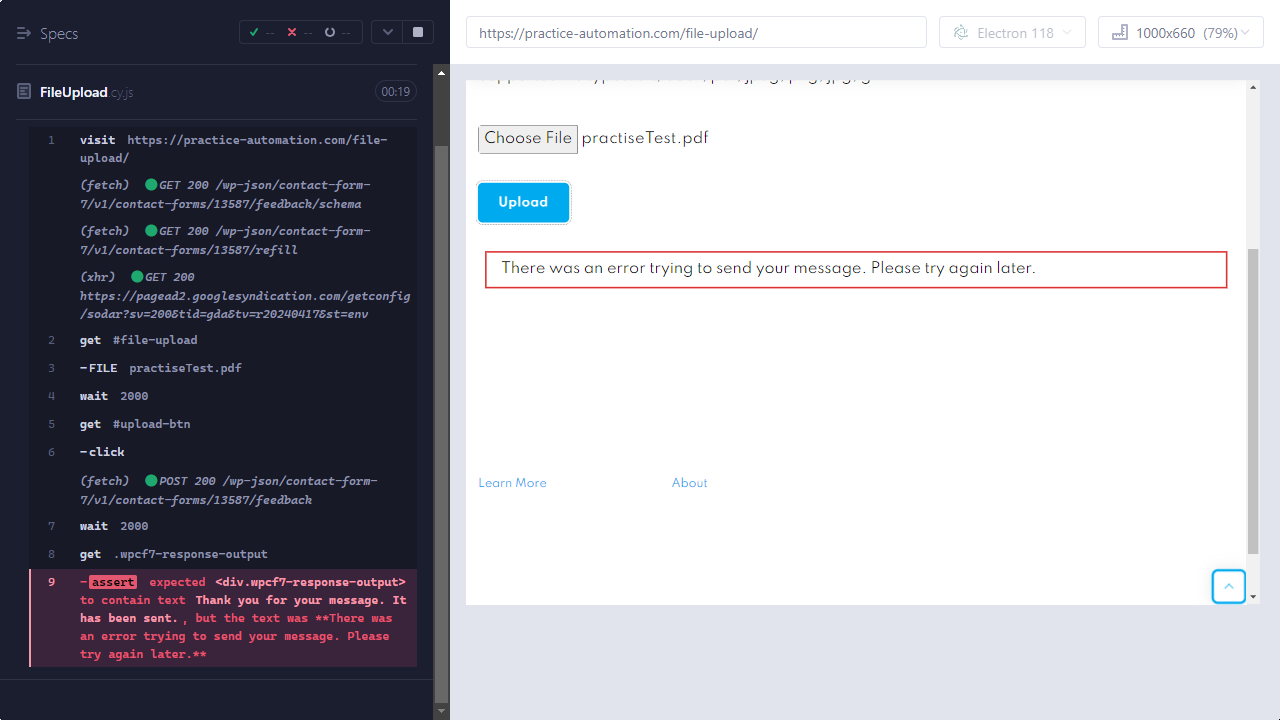 Specs
--
--
--
FileUpload.cy.js
00:19
1 visit https://practice-automation.com/file-
upload/
(fetch) GET 200 /wp-json/contact-form-
7/v1/contact-forms/13587/feedback/schema
(fetch) GET 200 /wp-json/contact-form-
7/v1/contact-forms/13587/refill
(xhr) GET 200
https://pagead2.googlesyndication.com/getconfig
/sodar?sv=200&tid=gda&tv=r20240417&st=env
2 get #file-upload
3 -FILE practiseTest.pdf
4 wait 2000
5 get #upload-btn
6 -click
(fetch) POST 200 /wp-json/contact-form-
7/v1/contact-forms/13587/feedback
7 wait 2000
8 get .wpcf7-response-output
9 -assert expected <div.wpcf7-response-output>
to contain text Thank you for your message. It
has been sent. , but the text was **There was
an error trying to send your message. Please
try again later.**
https://practice-automation.com/file-upload/
Electron 118
1000x660 (79%)
Choose File practiseTest.pdf
Upload
There was an error trying to send your message. Please try again later.
Learn More
About